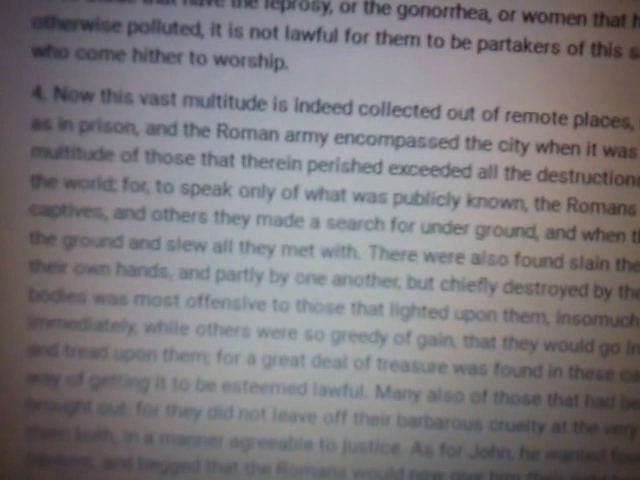 have the leprosy, or the gonorrhea, or women that h
otherwise polluted, it is not lawful for them to be partakers of this s
who come hither to worship.
4. Now this vast multitude is indeed collected out of remote places,
as in prison, and the Roman army encompassed the city when it was
multitude of those that therein perished exceeded all the destructions
the world; for, to speak only of what was publicly known, the Romans
captives, and others they made a search for under ground, and when th
the ground and slew all they met with. There were also found slain the
their own hands, and partly by one another, but chiefly destroyed by the
bodies was most offensive to those that lighted upon them, insomuch
immediately, while others were so greedy of gain, that they would go in
and tread upon them; for a great deal of treasure was found in these ca
way of getting it to be esteemed lawful. Many also of those that had be
brought out; for they did not leave off their barbarous cruelty at the very
them both, in a manner agreeable to justice. As for John, he wanted foo
and begged that the Romans would now give him their right